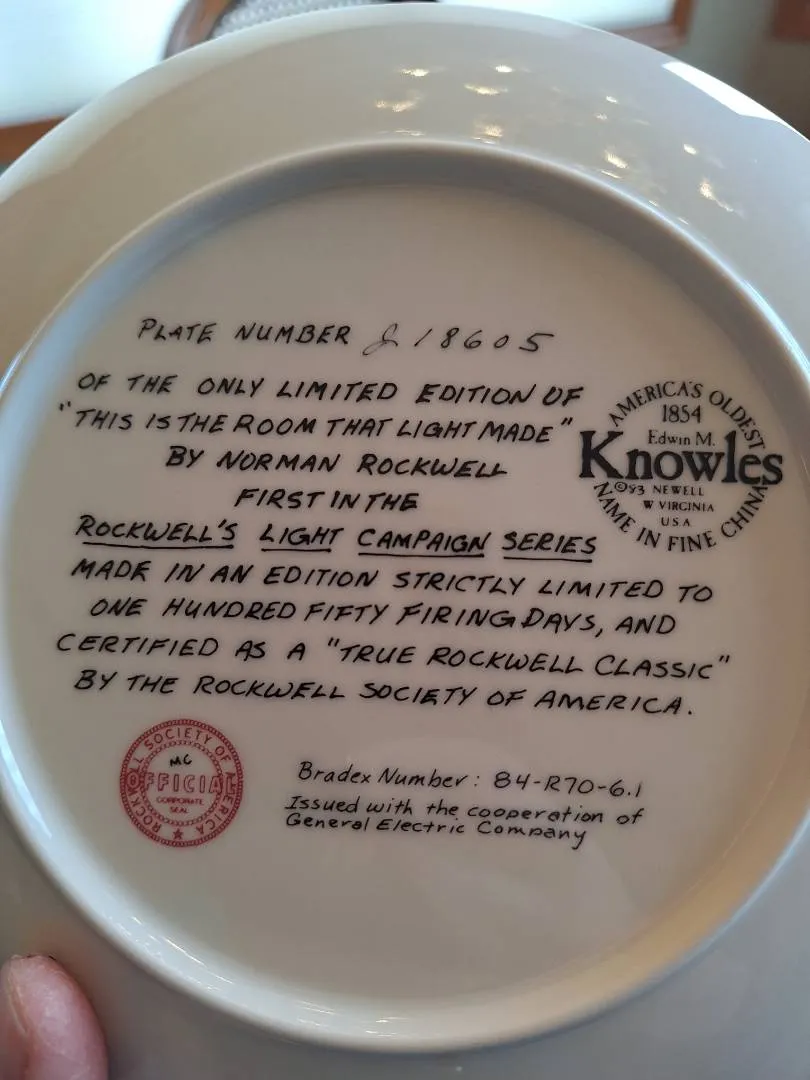 PLATE NUMBER J18605
OF THE ONLY LIMITED EDITION OF
"THIS IS THE ROOM THAT LIGHT MADE"
BY NORMAN ROCKWELL
FIRST IN THE
ROCKWELL'S LIGHT CAMPAIGN SERIES
MADE IN AN EDITION STRICTLY LIMITED TO
ONE HUNDRED FIFTY FIRING DAYS, AND
CERTIFIED AS A "TRUE ROCKWELL CLASSIC"
BY THE ROCKWELL SOCIETY OF AMERICA.
AMERICA'S OLDEST
1854
Edwin M.
Knowles
©83 NEWELL
W VIRGINIA
USA
NAME IN FINE CHINA
ROCKWELL SOCIETY OF AMERICA
MC
OFFICIAL
CORPORATE
SEAL
Bradex Number: 84-R70-6.1
Issued with the cooperation of
General Electric Company